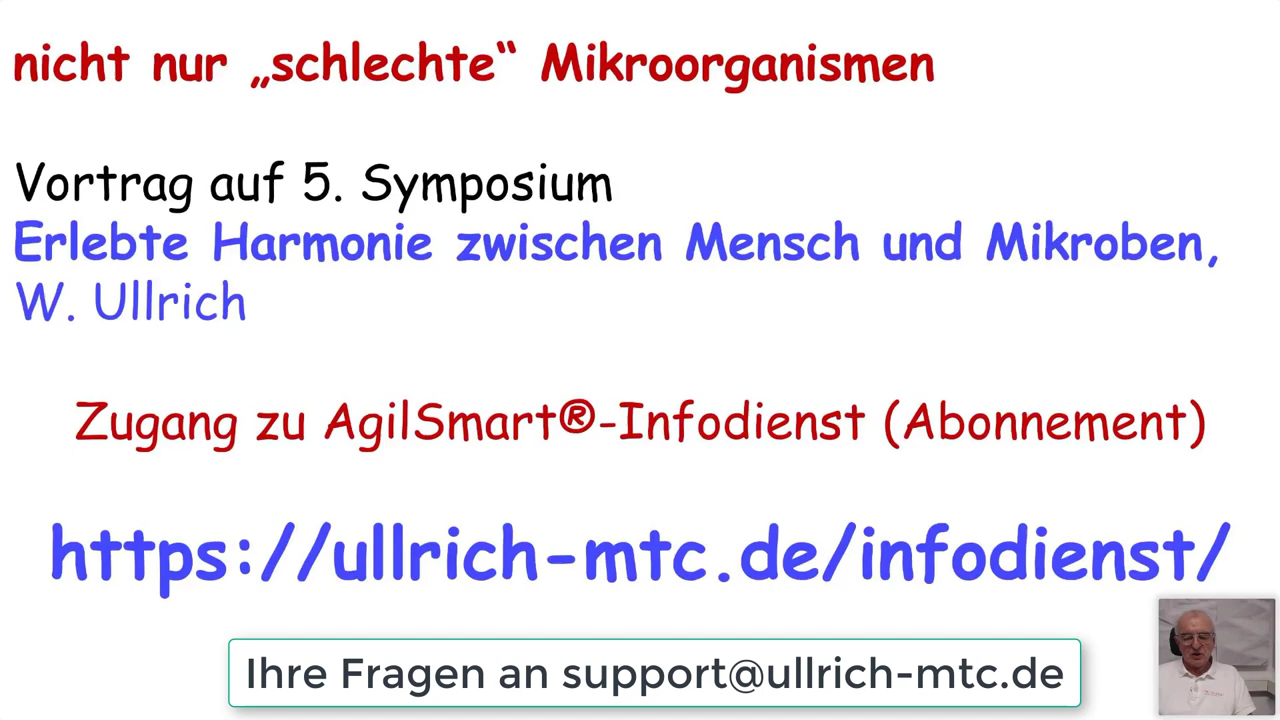 nicht nur „schlechte“ Mikroorganismen
Vortrag auf 5. Symposium
Erlebte Harmonie zwischen Mensch und Mikroben,
W. Ullrich
Zugang zu AgilSmart®-Infodienst (Abonnement)
https://ullrich-mtc.de/infodienst/
Ihre Fragen an support@ullrich-mtc.de